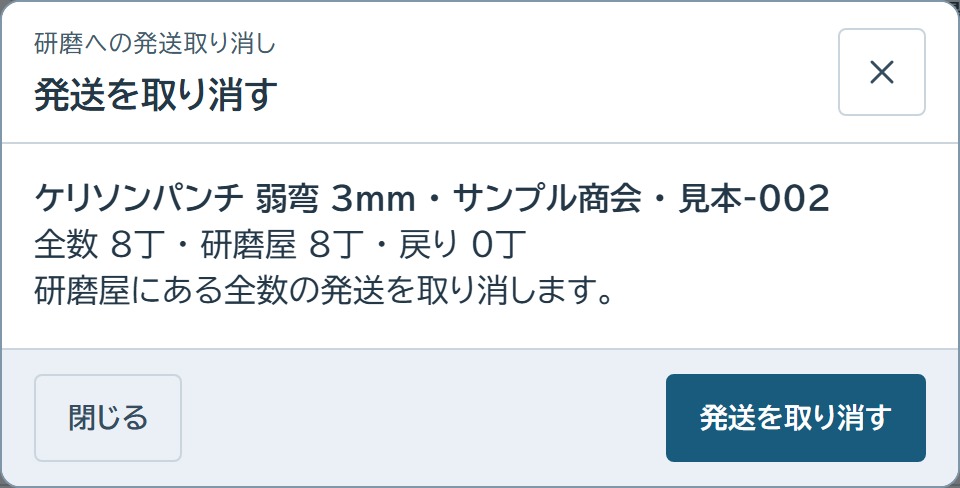 研磨への発送取り消し
発送を取り消す
ケリソンパンチ 弱弯 3mm・サンプル商会・見本-002
全数 8丁・研磨屋 8丁・戻り 0丁
研磨屋にある全数の発送を取り消します。
閉じる
発送を取り消す